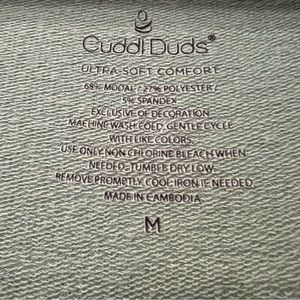 Cuddl Duds®
ULTRA-SOFT COMFORT
68% MODAL / 27% POLYESTER /
5% SPANDEX
EXCLUSIVE OF DECORATION
MACHINE WASH COLD, GENTLE CYCLE
WITH LIKE COLORS.
USE ONLY NON CHLORINE BLEACH WHEN
NEEDED. TUMBLE DRY LOW.
REMOVE PROMPTLY. COOL IRON IF NEEDED.
MADE IN CAMBODIA
M